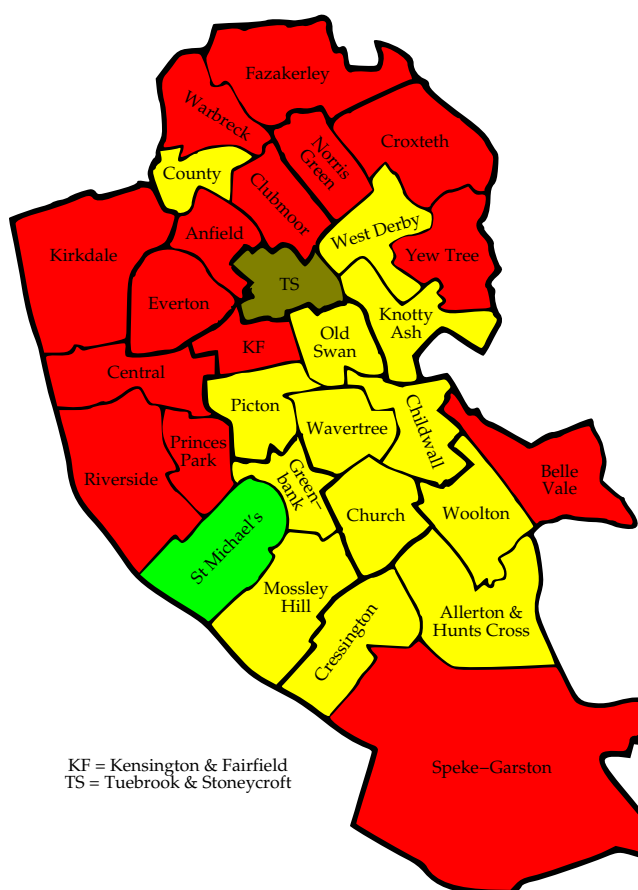 Fazakerley
Warbreck
Norris
Green
Croxteth
County
Clubmoor
West Derby
Anfield
Kirkdale
Yew Tree
TS
Everton
Knotty
Ash
Old
Swan
KF
Central
Picton
Childwall
Wavertree
Princes
Park
Riverside
Green-
bank
Belle
Vale
Church
Woolton
St Michael's
Mossley
Hill
Allerton &
Hunts Cross
Cressington
KF = Kensington & Fairfield
TS = Tuebrook & Stoneycroft
Speke-Garston